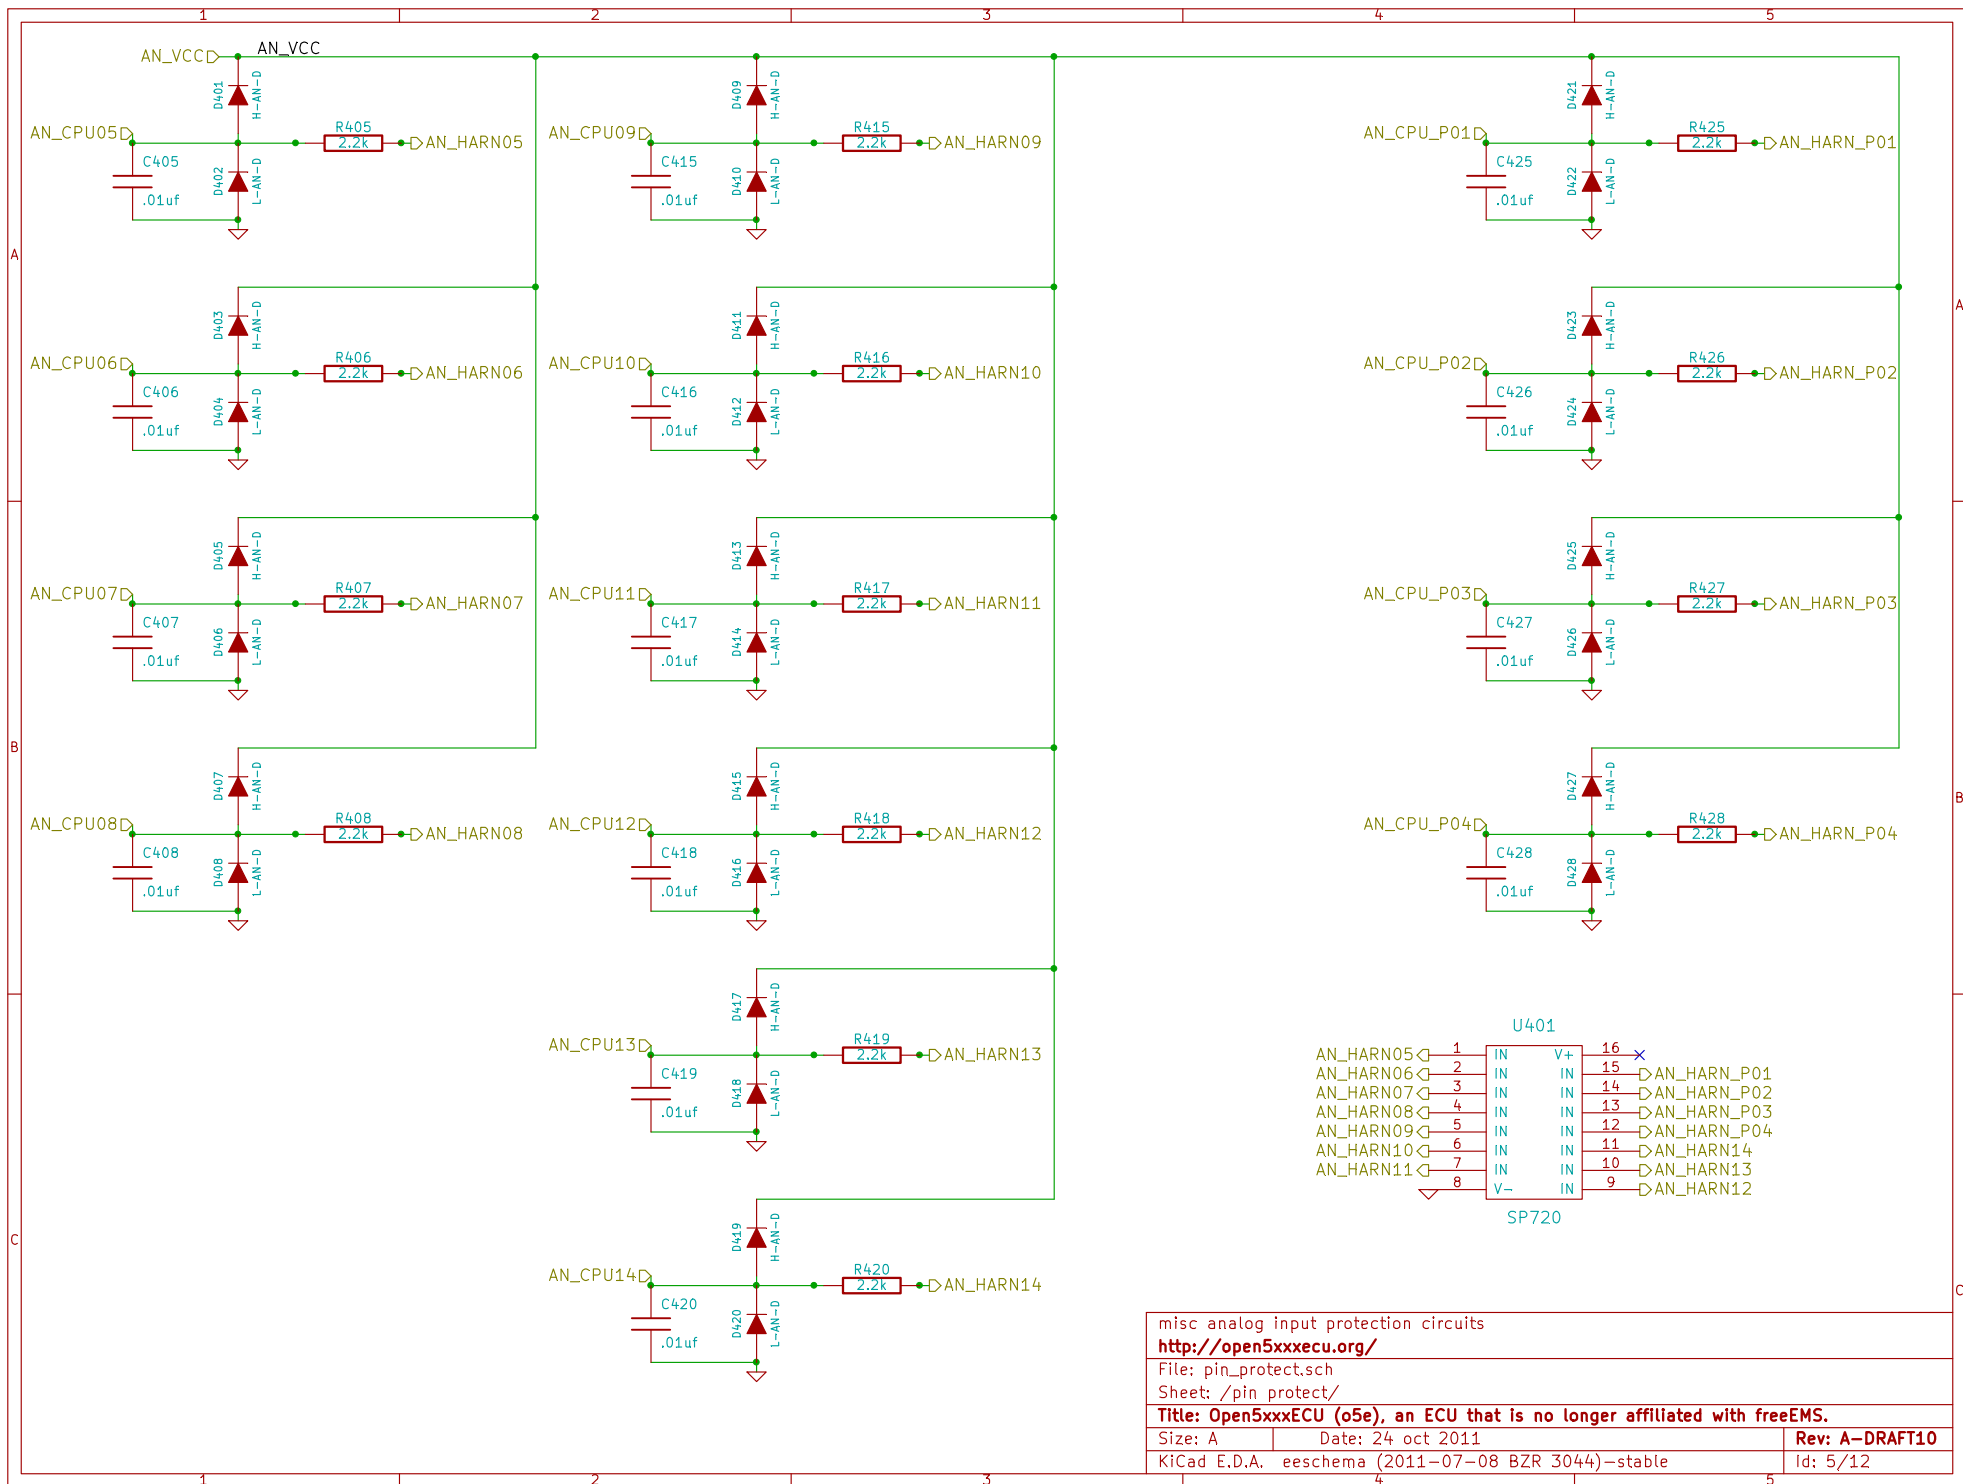 1 2 3 4 5
AN_VCC AN_VCC
D401 H-AN-D
AN_CPU05 R405 2.2k AN_HARN05
C405 .01uf
D402 L-AN-D
D409 H-AN-D
AN_CPU09 R415 2.2k AN_HARN09
C415 .01uf
D410 L-AN-D
D421 H-AN-D
AN_CPU_P01 R425 2.2k AN_HARN_P01
C425 .01uf
D422 L-AN-D
A A
D403 H-AN-D
AN_CPU06 R406 2.2k AN_HARN06
C406 .01uf
D404 L-AN-D
D411 H-AN-D
AN_CPU10 R416 2.2k AN_HARN10
C416 .01uf
D412 L-AN-D
D423 H-AN-D
AN_CPU_P02 R426 2.2k AN_HARN_P02
C426 .01uf
D424 L-AN-D
D405 H-AN-D
AN_CPU07 R407 2.2k AN_HARN07
C407 .01uf
D406 L-AN-D
D413 H-AN-D
AN_CPU11 R417 2.2k AN_HARN11
C417 .01uf
D414 L-AN-D
D425 H-AN-D
AN_CPU_P03 R427 2.2k AN_HARN_P03
C427 .01uf
D426 L-AN-D
B B
D407 H-AN-D
AN_CPU08 R408 2.2k AN_HARN08
C408 .01uf
D408 L-AN-D
D415 H-AN-D
AN_CPU12 R418 2.2k AN_HARN12
C418 .01uf
D416 L-AN-D
D427 H-AN-D
AN_CPU_P04 R428 2.2k AN_HARN_P04
C428 .01uf
D428 L-AN-D
D417 H-AN-D
AN_CPU13 R419 2.2k AN_HARN13
C419 .01uf
D418 L-AN-D
U401
AN_HARN05 1 IN V+ 16
AN_HARN06 2 IN IN 15 AN_HARN_P01
AN_HARN07 3 IN IN 14 AN_HARN_P02
AN_HARN08 4 IN IN 13 AN_HARN_P03
AN_HARN09 5 IN IN 12 AN_HARN_P04
AN_HARN10 6 IN IN 11 AN_HARN14
AN_HARN11 7 IN IN 10 AN_HARN13
8 V- IN 9 AN_HARN12
SP720
C C
D419 H-AN-D
AN_CPU14 R420 2.2k AN_HARN14
C420 .01uf
D420 L-AN-D
misc analog input protection circuits
http://open5xxxecu.org/
File: pin_protect.sch
Sheet: /pin protect/
Title: Open5xxxECU (o5e), an ECU that is no longer affiliated with freeEMS.
Size: A Date: 24 oct 2011 Rev: A-DRAFT10
KiCad E.D.A. eeschema (2011-07-08 BZR 3044)-stable Id: 5/12
1 2 3 4 5